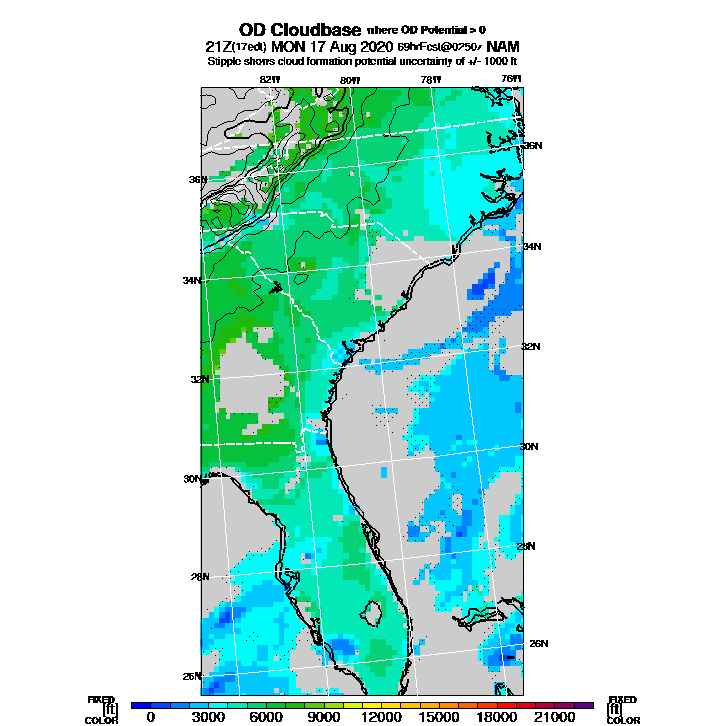 OD Cloudbase where OD Potential > 0
21Z(17edt) MON 17 Aug 2020 69hrFcst@0250z NAM
Stipple shows cloud formation potential uncertainty of +/- 1000 ft
82W 80W 78W 76W
36N
36N
34N
34N
32N
32N
30N
30N
28N
28N
26N
26N
FIXED FIXED
[ft] [ft]
COLOR COLOR
0 3000 6000 9000 12000 15000 18000 21000